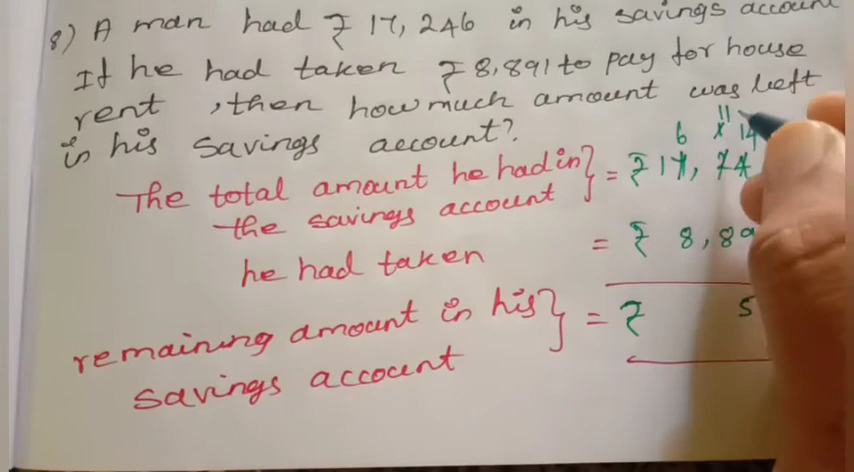 8) A man had ₹ 17,246 in his savings account
If he had taken ₹8,891 to pay for house
rent, then how much amount was left
in his savings account?
11
6 14
The total amount he had in } = ₹17,
the savings account
he had taken = ₹ 8,89
remaining amount in his } = ₹ 5
savings account